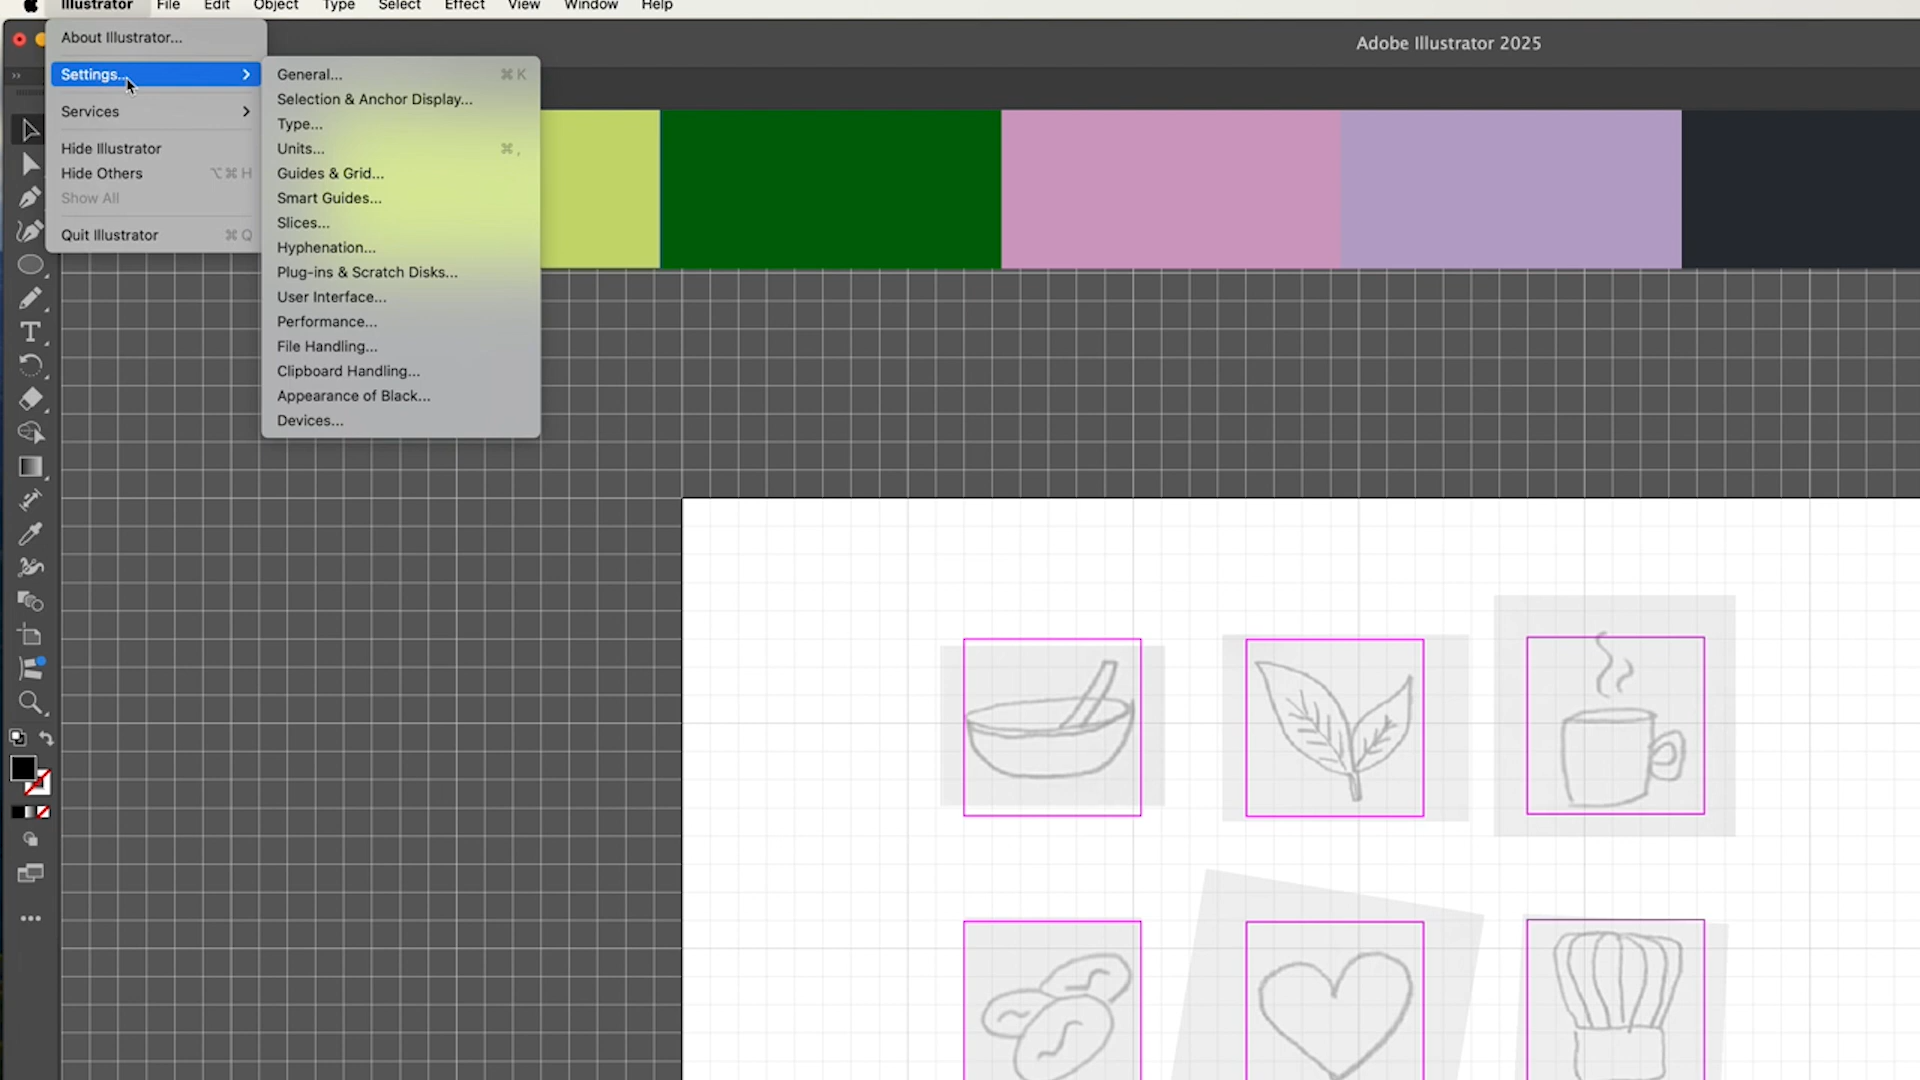 Illustrator File Edit Object Type Select Effect View Window Help
Adobe Illustrator 2025
About Illustrator...
Settings...
Services
Hide Illustrator
Hide Others ⌥⌘H
Show All
Quit Illustrator ⌘Q
General... ⌘K
Selection & Anchor Display...
Type...
Units... ⌘,
Guides & Grid...
Smart Guides...
Slices...
Hyphenation...
Plug-ins & Scratch Disks...
User Interface...
Performance...
File Handling...
Clipboard Handling...
Appearance of Black...
Devices...